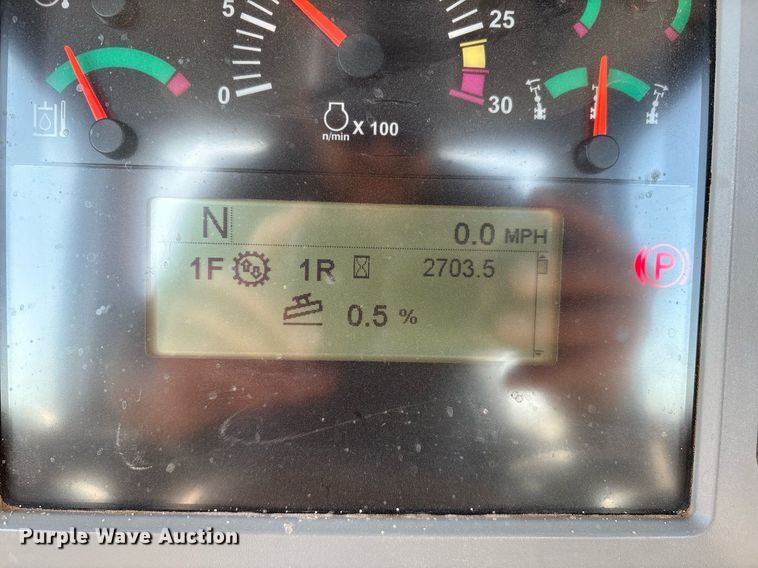 5
25
0
30
n/min X 100
N 0.0 MPH
1F 1R 2703.5
0.5 %
P
Purple Wave Auction